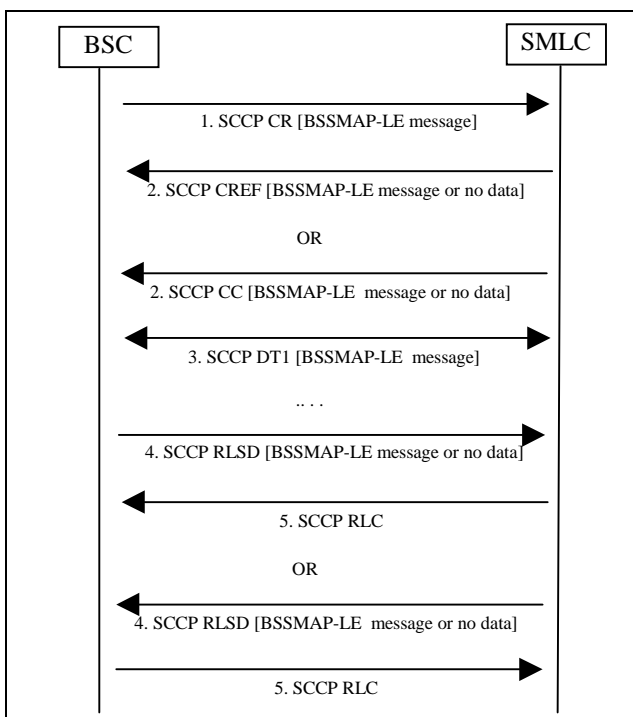 BSC
SMLC
1. SCCP CR [BSSMAP-LE message]
2. SCCP CREF [BSSMAP-LE message or no data]
OR
2. SCCP CC [BSSMAP-LE message or no data]
3. SCCP DT1 [BSSMAP-LE message]
.. . .
4. SCCP RLSD [BSSMAP-LE message or no data]
5. SCCP RLC
OR
4. SCCP RLSD [BSSMAP-LE message or no data]
5. SCCP RLC